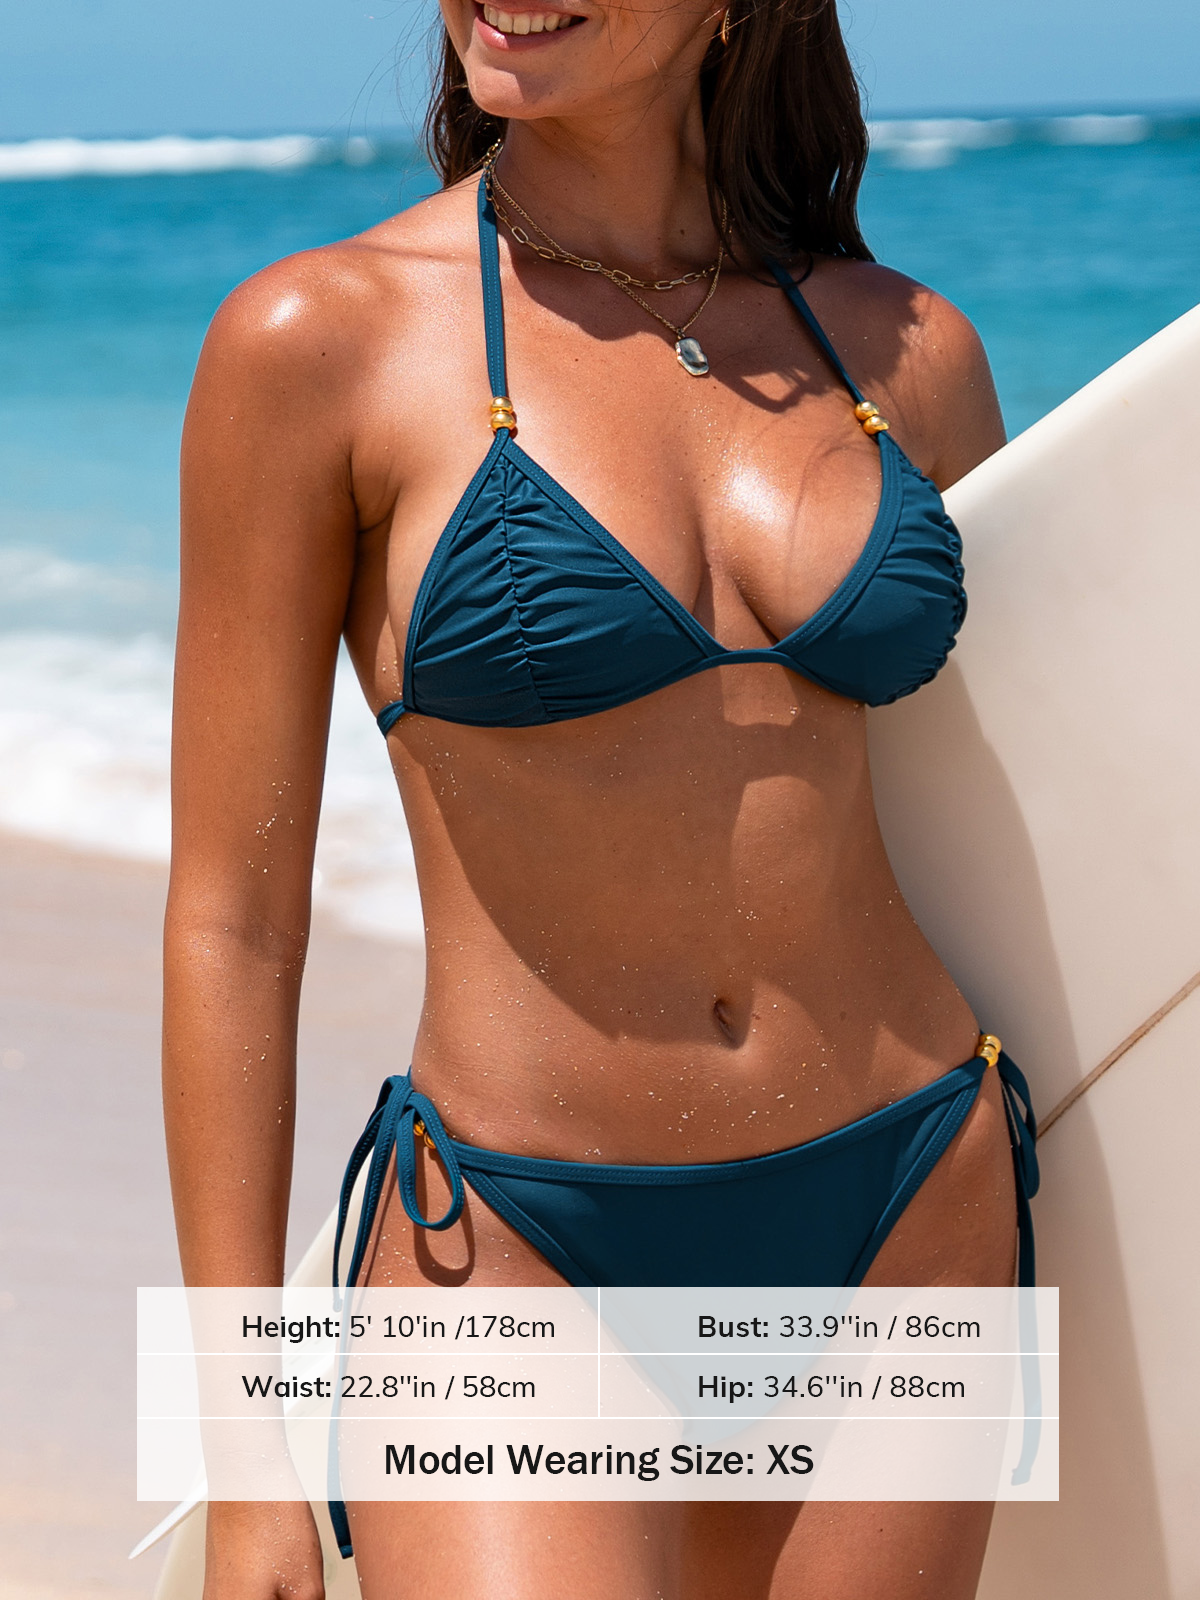 Height: 5' 10'in /178cm Bust: 33.9''in / 86cm
Waist: 22.8''in / 58cm Hip: 34.6''in / 88cm
Model Wearing Size: XS